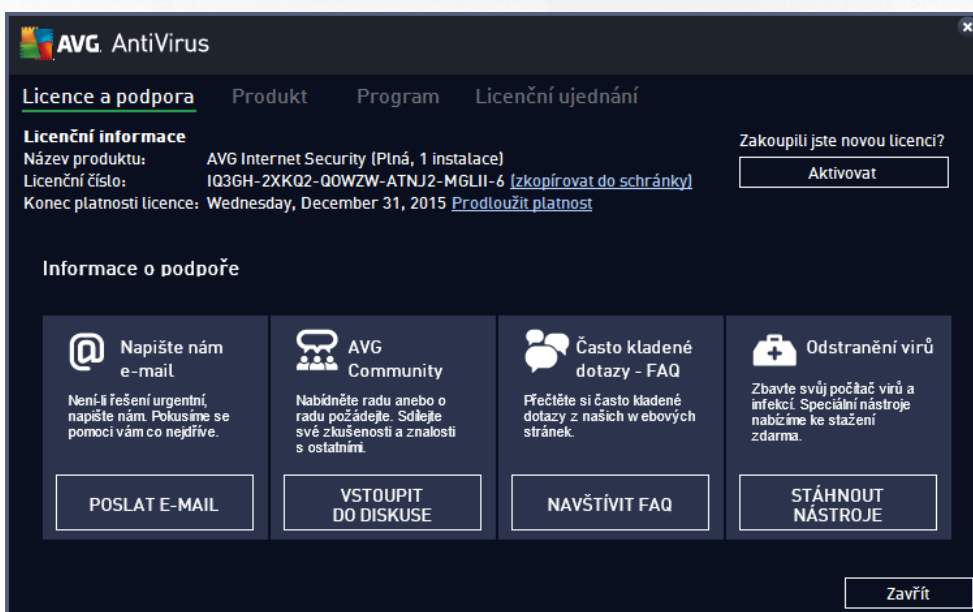 AVG. AntiVirus
Licence a podpora Produkt Program Licenční ujednání
Licenční informace
Název produktu: AVG Internet Security (Plná, 1 instalace)
Licenční číslo: IQ3GH-2XKQ2-QOWZW-ATNJ2-MGLII-6 (zkopírovat do schránky)
Konec platnosti licence: Wednesday, December 31, 2015 Prodloužit platnost
Zakoupili jste novou licenci?
Aktivovat
Informace o podpoře
Napište nám
e-mail
Není-li řešení urgentní,
napište nám. Pokusíme se
pomoci vám co nejdříve.
POSLAT E-MAIL
AVG
Community
Nabídněte radu anebo o
radu požádejte. Sdílejte
své zkušenosti a znalosti
s ostatními.
VSTOUPIT
DO DISKUSE
Často kladené
dotazy - FAQ
Přečtěte si často kladené
dotazy z našich webových
stránek.
NAVŠTÍVIT FAQ
Odstranění virů
Zbavte svůj počítač virů a
infekcí. Speciální nástroje
nabízíme ke stažení
zdarma.
STÁHNOUT
NÁSTROJE
Zavřít